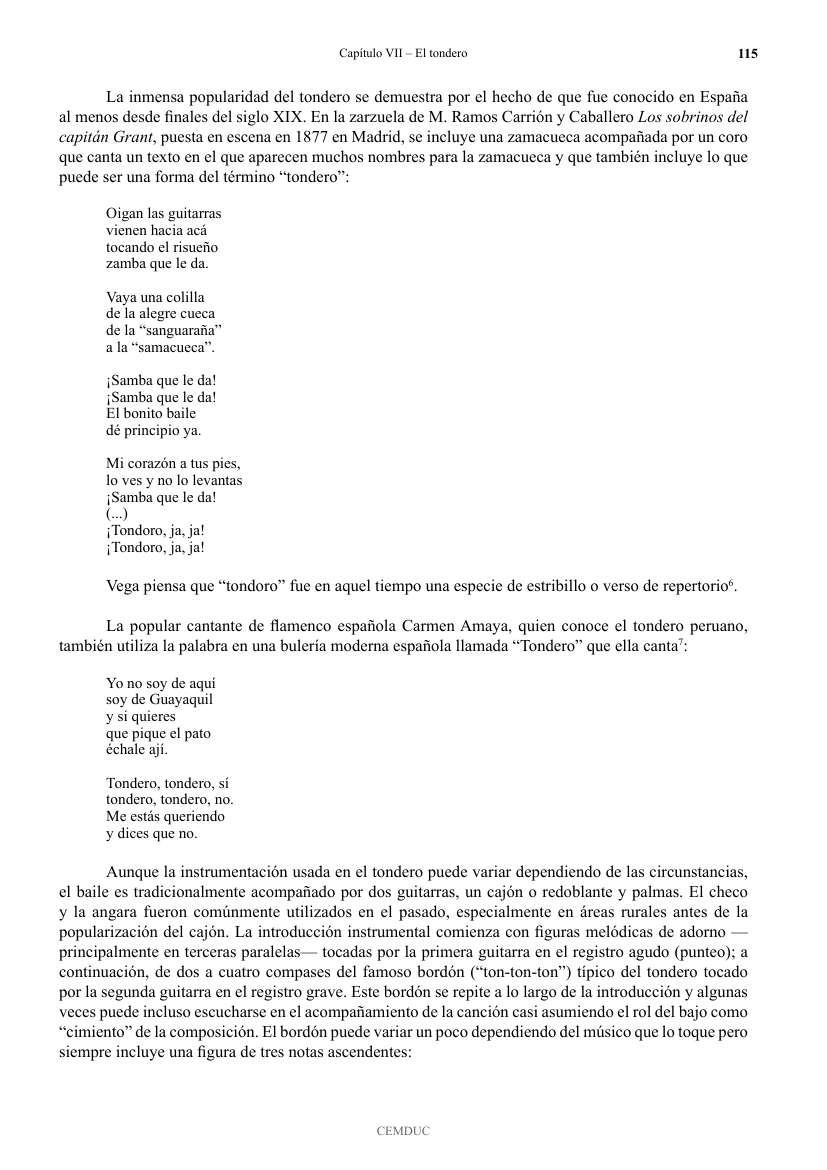 Capítulo VII – El tondero
115
La inmensa popularidad del tondero se demuestra por el hecho de que fue conocido en España
al menos desde finales del siglo XIX. En la zarzuela de M. Ramos Carrión y Caballero Los sobrinos del
capitán Grant, puesta en escena en 1877 en Madrid, se incluye una zamacueca acompañada por un coro
que canta un texto en el que aparecen muchos nombres para la zamacueca y que también incluye lo que
puede ser una forma del término “tondero”:
Oigan las guitarras
vienen hacia acá
tocando el risueño
zamba que le da.
Vaya una colilla
de la alegre cueca
de la “sanguaraña”
a la “samacueca”.
¡Samba que le da!
¡Samba que le da!
El bonito baile
dé principio ya.
Mi corazón a tus pies,
lo ves y no lo levantas
¡Samba que le da!
(...)
¡Tondoro, ja, ja!
¡Tondoro, ja, ja!
Vega piensa que “tondoro” fue en aquel tiempo una especie de estribillo o verso de repertorio⁶.
La popular cantante de flamenco española Carmen Amaya, quien conoce el tondero peruano,
también utiliza la palabra en una bulería moderna española llamada “Tondero” que ella canta⁷:
Yo no soy de aquí
soy de Guayaquil
y si quieres
que pique el pato
échale ají.
Tondero, tondero, sí
tondero, tondero, no.
Me estás queriendo
y dices que no.
Aunque la instrumentación usada en el tondero puede variar dependiendo de las circunstancias,
el baile es tradicionalmente acompañado por dos guitarras, un cajón o redoblante y palmas. El checo
y la angara fueron comúnmente utilizados en el pasado, especialmente en áreas rurales antes de la
popularización del cajón. La introducción instrumental comienza con figuras melódicas de adorno —
principalmente en terceras paralelas— tocadas por la primera guitarra en el registro agudo (punteo); a
continuación, de dos a cuatro compases del famoso bordón (“ton-ton-ton”) típico del tondero tocado
por la segunda guitarra en el registro grave. Este bordón se repite a lo largo de la introducción y algunas
veces puede incluso escucharse en el acompañamiento de la canción casi asumiendo el rol del bajo como
“cimiento” de la composición. El bordón puede variar un poco dependiendo del músico que lo toque pero
siempre incluye una figura de tres notas ascendentes:
CEMDUC